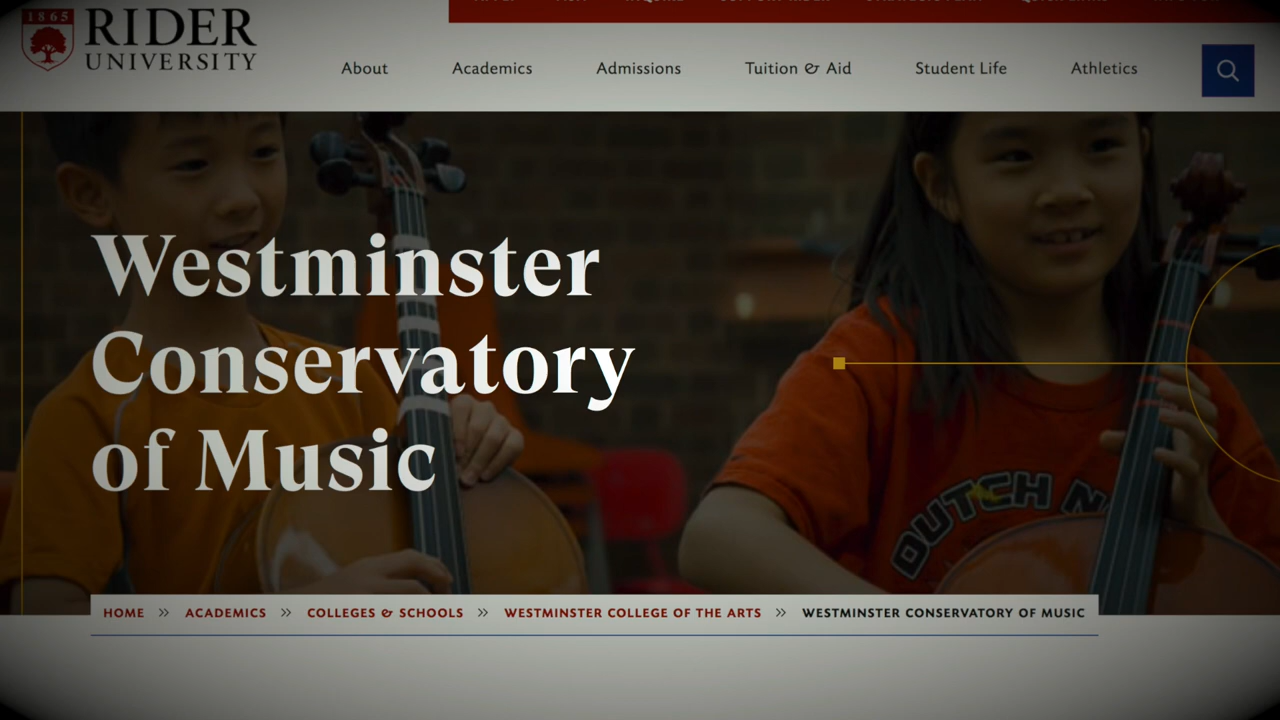 1865
RIDER
UNIVERSITY
About
Academics
Admissions
Tuition & Aid
Student Life
Athletics
Westminster
Conservatory
of Music
DUTCH N
HOME » ACADEMICS » COLLEGES & SCHOOLS » WESTMINSTER COLLEGE OF THE ARTS » WESTMINSTER CONSERVATORY OF MUSIC